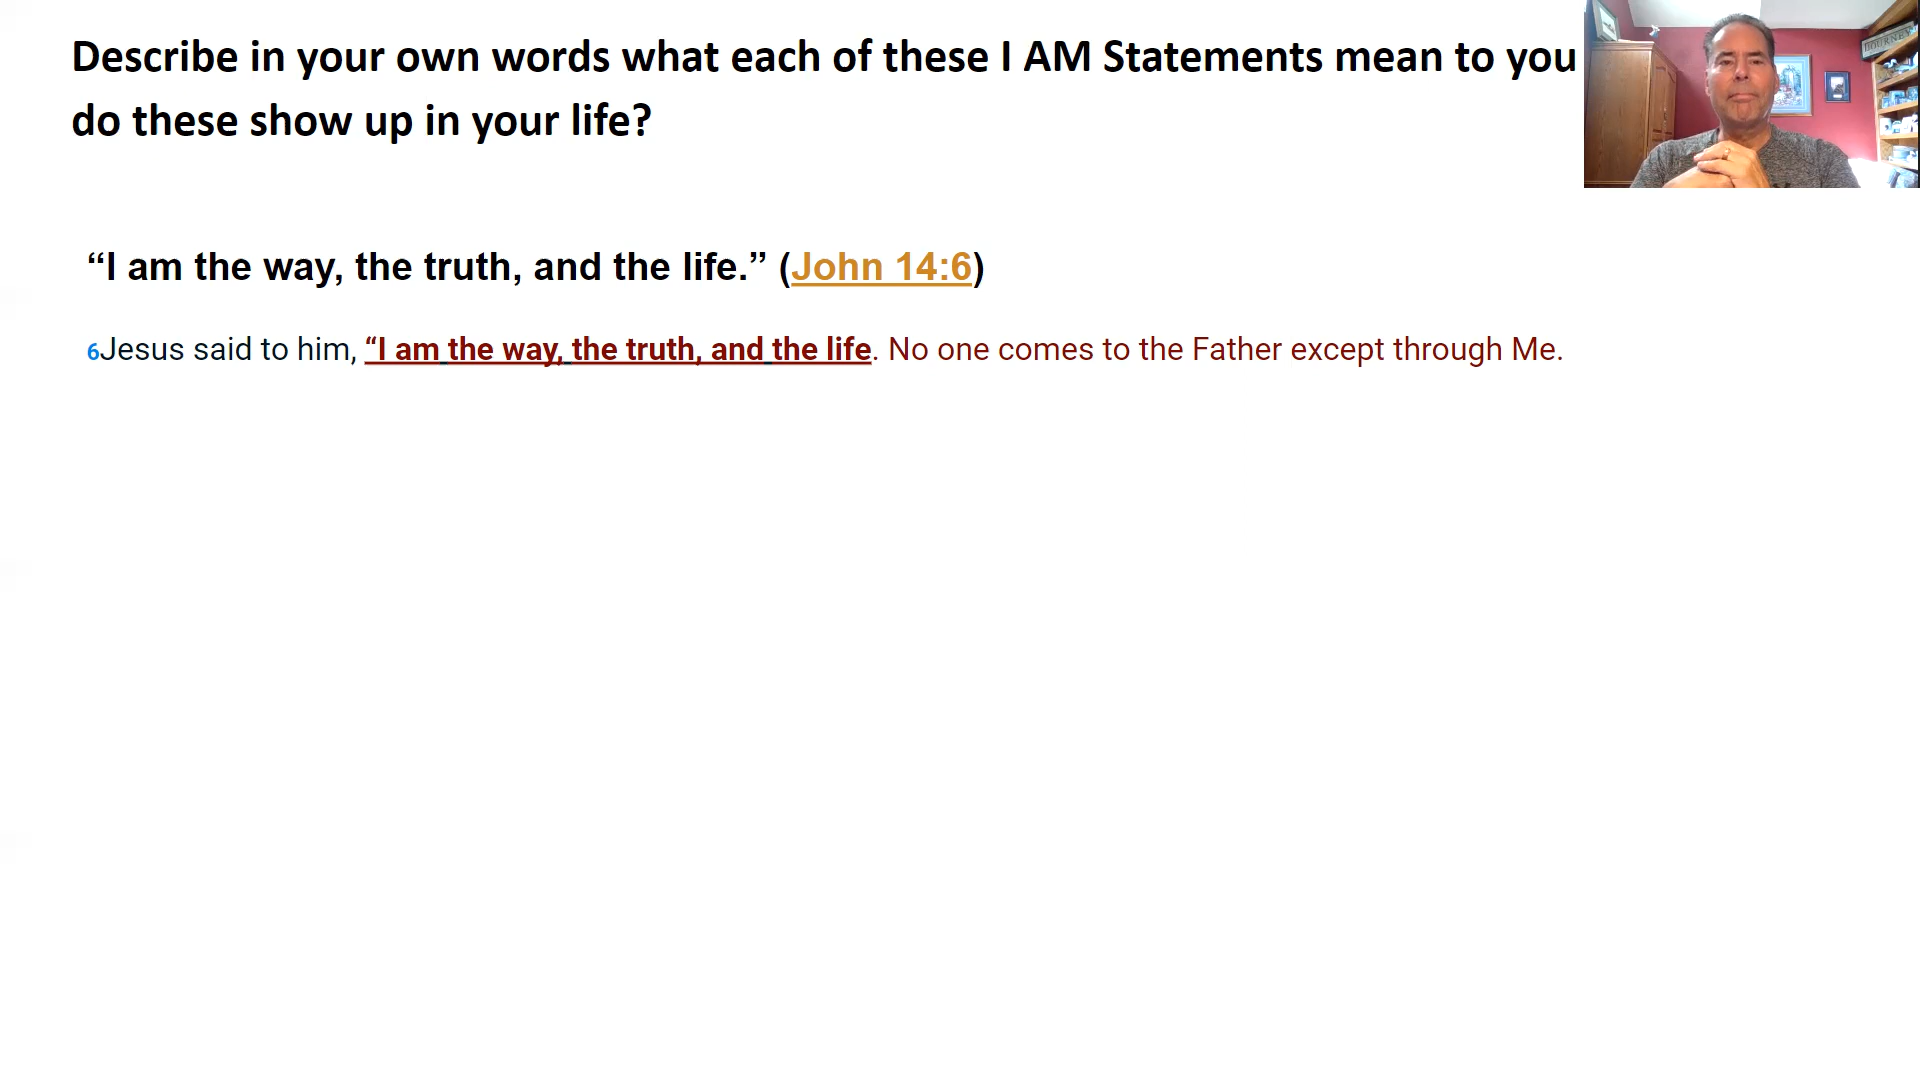 Describe in your own words what each of these I AM Statements mean to you
do these show up in your life?
“I am the way, the truth, and the life.” (John 14:6)
6Jesus said to him, “I am the way, the truth, and the life. No one comes to the Father except through Me.